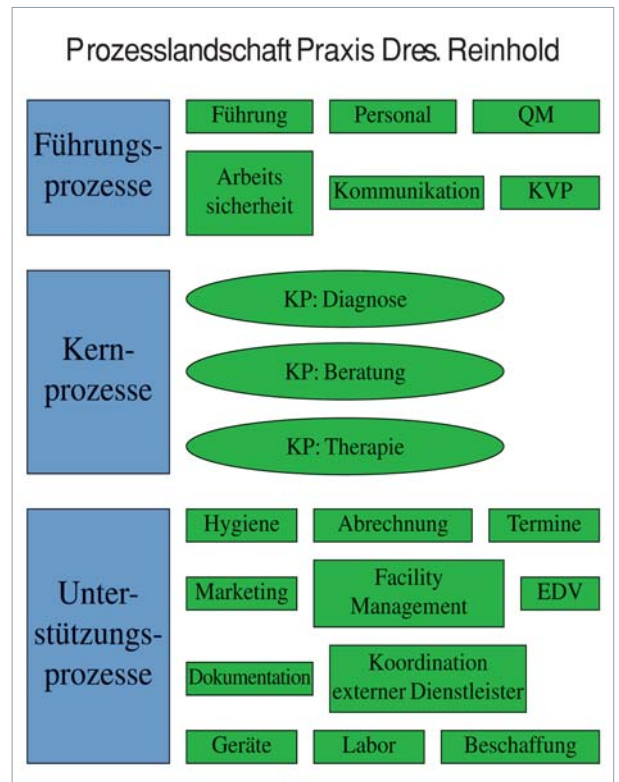 Prozesslandschaft Praxis Dres. Reinhold
Führungs-
prozesse
Führung
Personal
QM
Arbeits
sicherheit
Kommunikation
KVP
Kern-
prozesse
KP: Diagnose
KP: Beratung
KP: Therapie
Unter-
stützungs-
prozesse
Hygiene
Abrechnung
Termine
Marketing
Facility
Management
EDV
Dokumentation
Koordination
externer Dienstleister
Geräte
Labor
Beschaffung